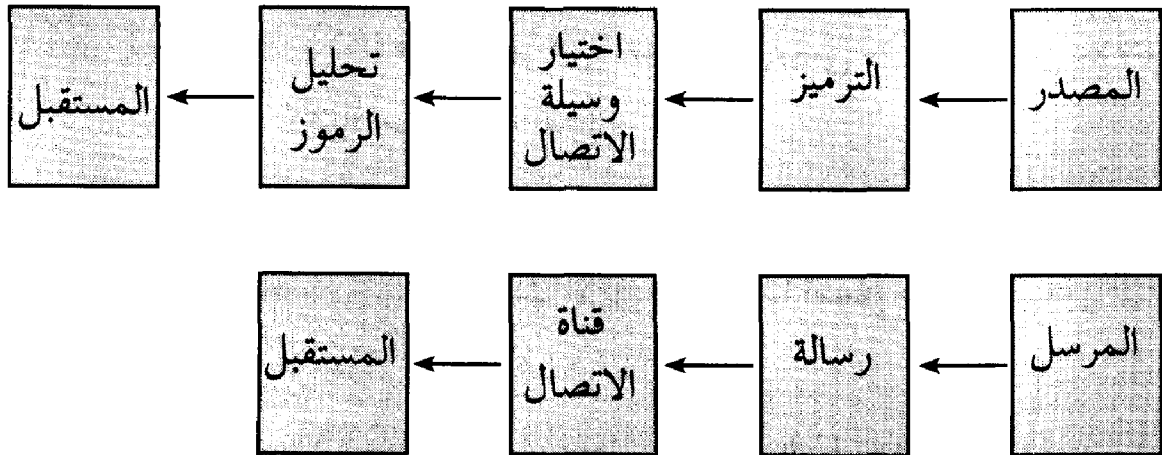 المصدر
الترميز
اختيار
وسيلة
الاتصال
تحليل
الرموز
المستقبل
المرسل
رسالة
قناة
الاتصال
المستقبل